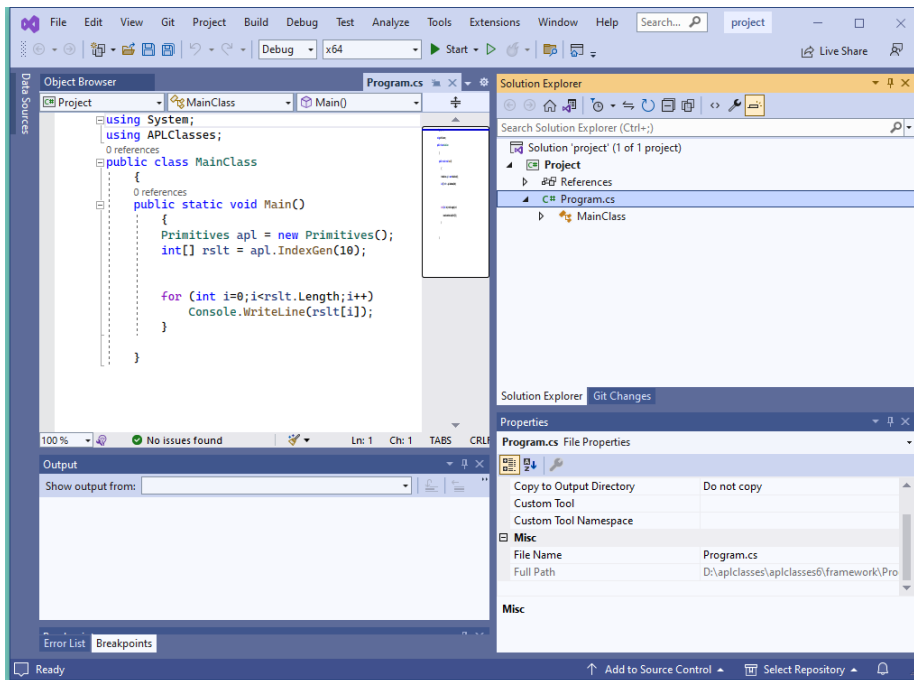 File Edit View Git Project Build Debug Test Analyze Tools Extensions Window Help Search... project
Debug x64 Start Live Share
Data Sources
Object Browser Program.cs
C# Project MainClass Main()
using System;
using APLClasses;
0 references
public class MainClass
{
0 references
public static void Main()
{
Primitives apl = new Primitives();
int[] rslt = apl.IndexGen(10);
for (int i=0;i<rslt.Length;i++)
Console.WriteLine(rslt[i]);
}
}
100 % No issues found Ln: 1 Ch: 1 TABS CRLF
Output
Show output from:
Error List Breakpoints
Solution Explorer
Search Solution Explorer (Ctrl+;)
Solution 'project' (1 of 1 project)
C# Project
References
C# Program.cs
MainClass
Solution Explorer Git Changes
Properties
Program.cs File Properties
Copy to Output Directory Do not copy
Custom Tool
Custom Tool Namespace
Misc
File Name Program.cs
Full Path D:\aplclasses\aplclasses6\framework\Pro
Misc
Ready Add to Source Control Select Repository